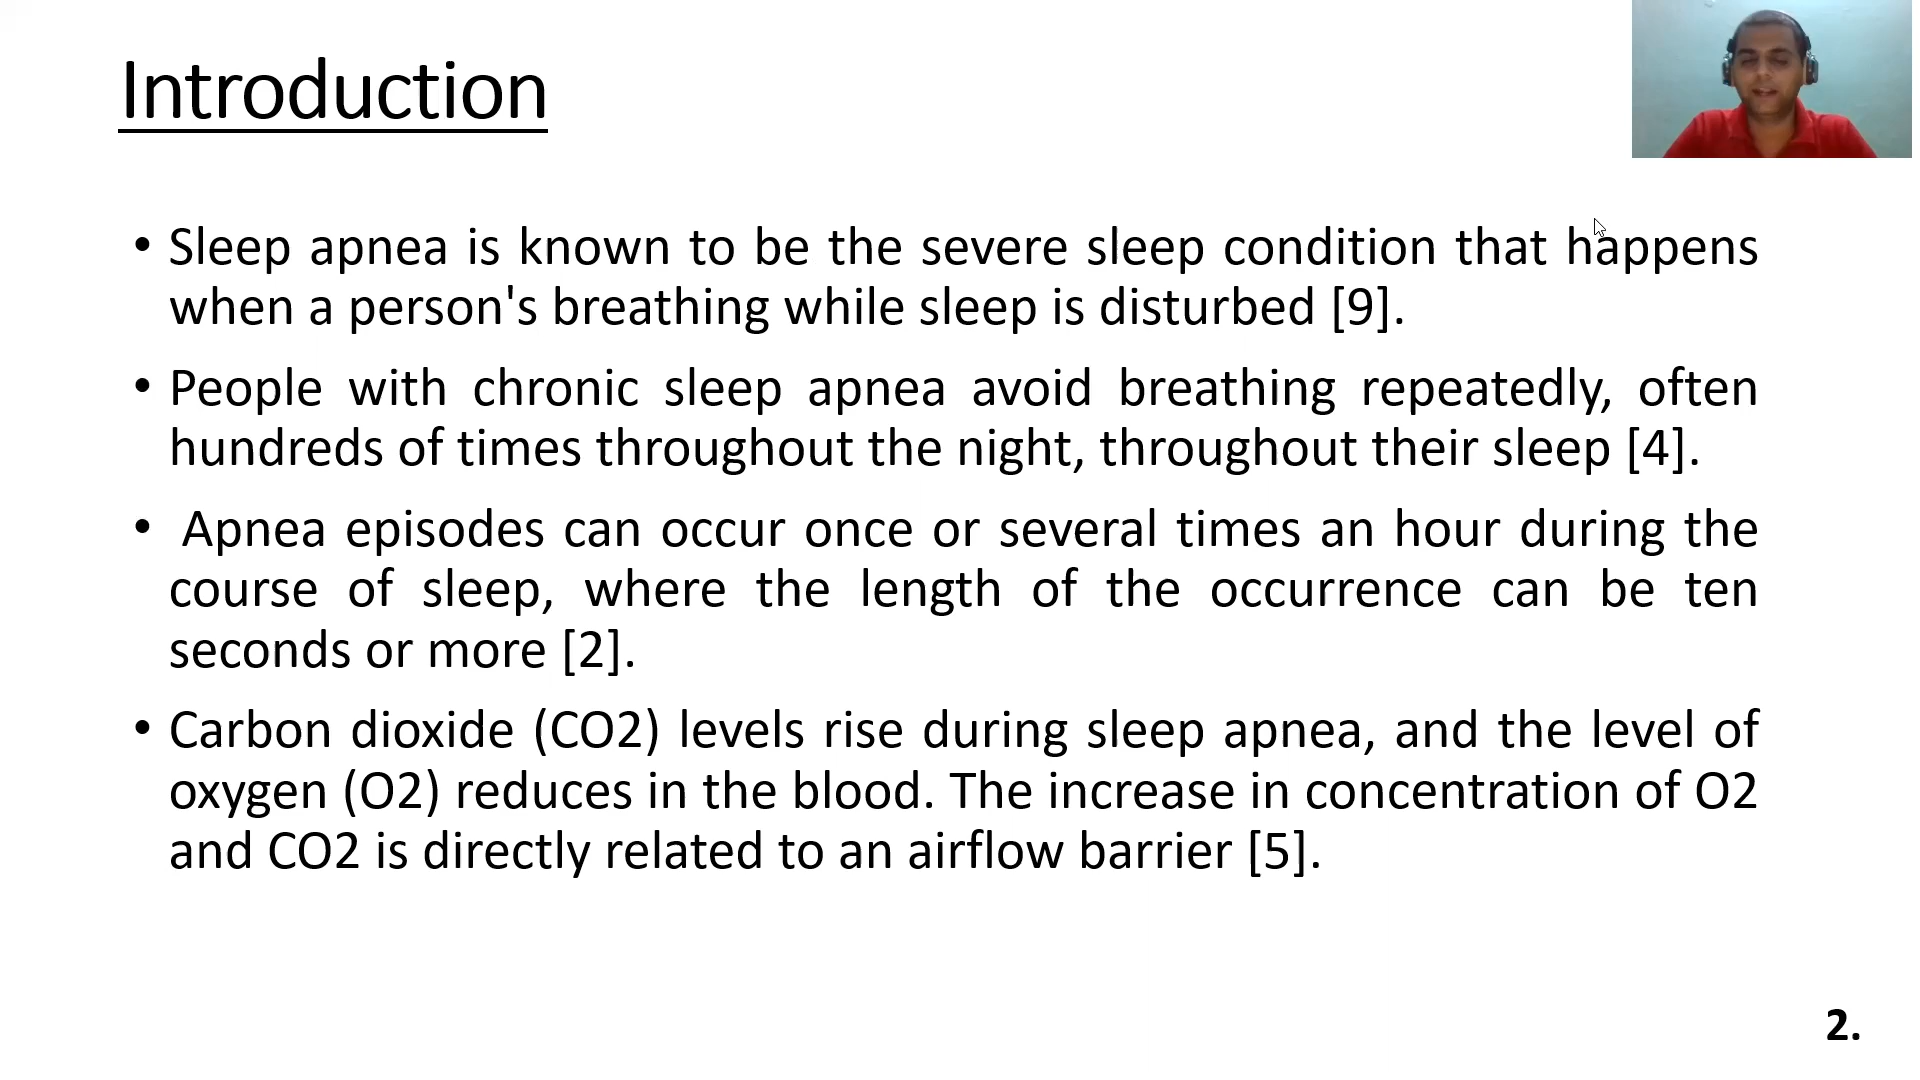 Introduction
• Sleep apnea is known to be the severe sleep condition that happens
when a person's breathing while sleep is disturbed [9].
• People with chronic sleep apnea avoid breathing repeatedly, often
hundreds of times throughout the night, throughout their sleep [4].
• Apnea episodes can occur once or several times an hour during the
course of sleep, where the length of the occurrence can be ten
seconds or more [2].
• Carbon dioxide (CO2) levels rise during sleep apnea, and the level of
oxygen (O2) reduces in the blood. The increase in concentration of O2
and CO2 is directly related to an airflow barrier [5].
2.